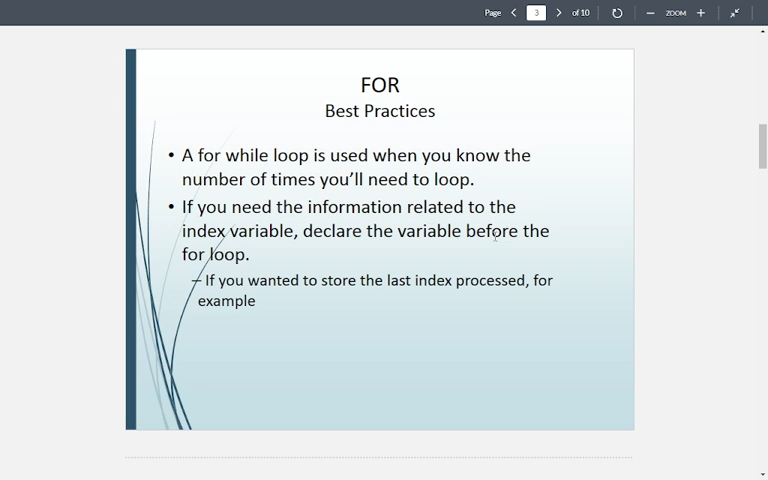 Page 3 of 10 ZOOM
FOR
Best Practices
• A for while loop is used when you know the
number of times you’ll need to loop.
• If you need the information related to the
index variable, declare the variable before the
for loop.
– If you wanted to store the last index processed, for
example